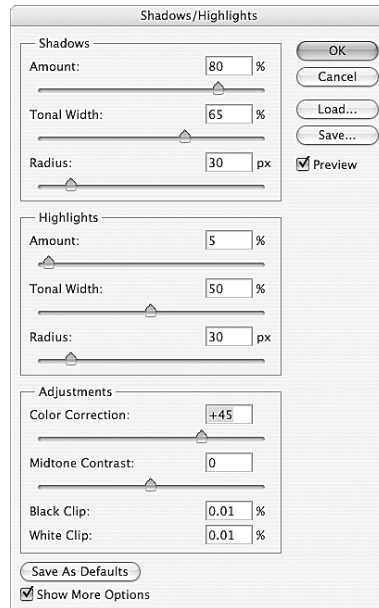 Shadows/Highlights
Shadows
Amount: 80 %
Tonal Width: 65 %
Radius: 30 px
Highlights
Amount: 5 %
Tonal Width: 50 %
Radius: 30 px
Adjustments
Color Correction: +45
Midtone Contrast: 0
Black Clip: 0.01 %
White Clip: 0.01 %
Save As Defaults
Show More Options
OK
Cancel
Load...
Save...
Preview